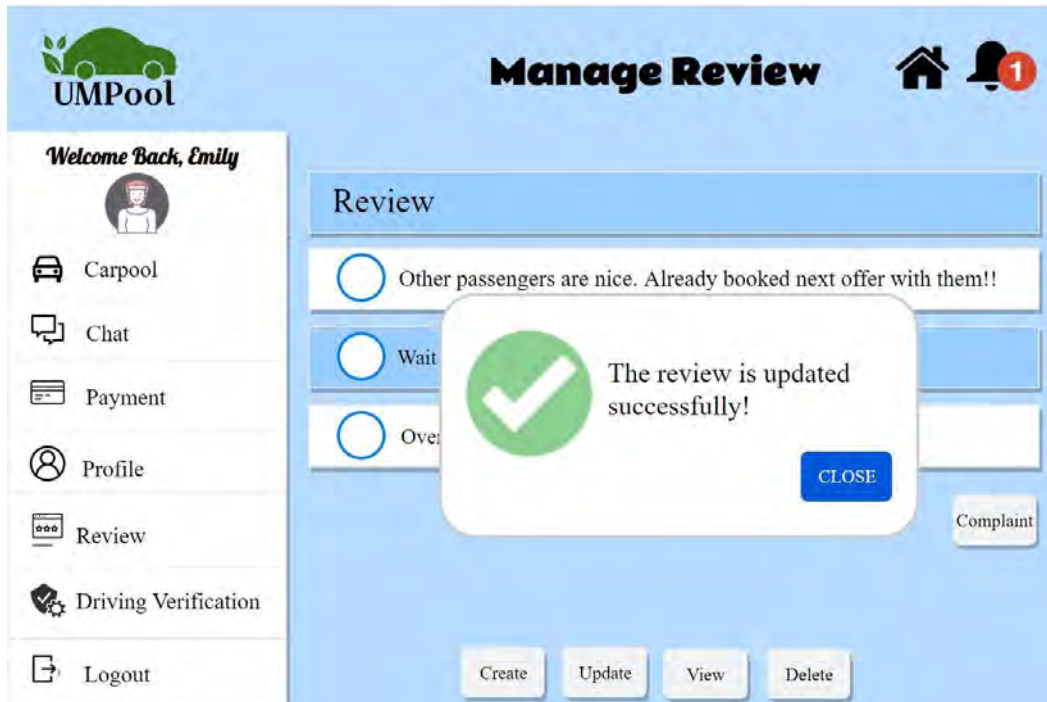 UMPool
Manage Review
1
Welcome Back, Emily
Carpool
Chat
Payment
Profile
Review
Driving Verification
Logout
Review
Other passengers are nice. Already booked next offer with them!!
Wait
The review is updated
successfully!
CLOSE
Complaint
Create
Update
View
Delete